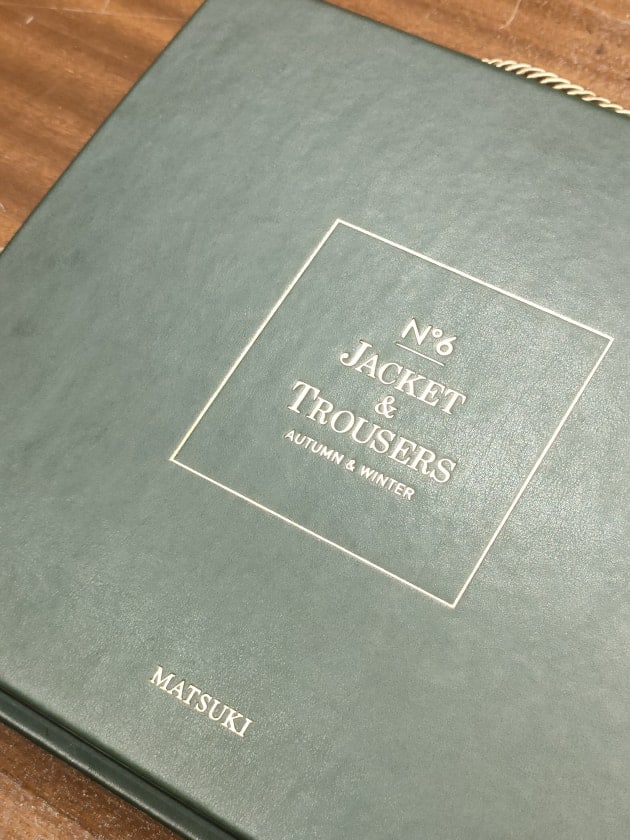 N°6
JACKET
&
TROUSERS
AUTUMN & WINTER
MATSUKI